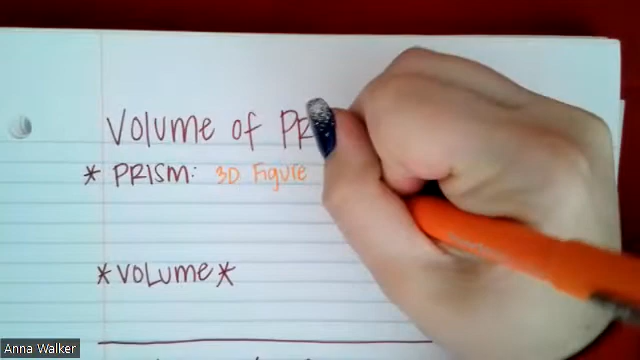 Volume of PR
* PRISM: 3D Figure
*VOLUME*
Anna Walker